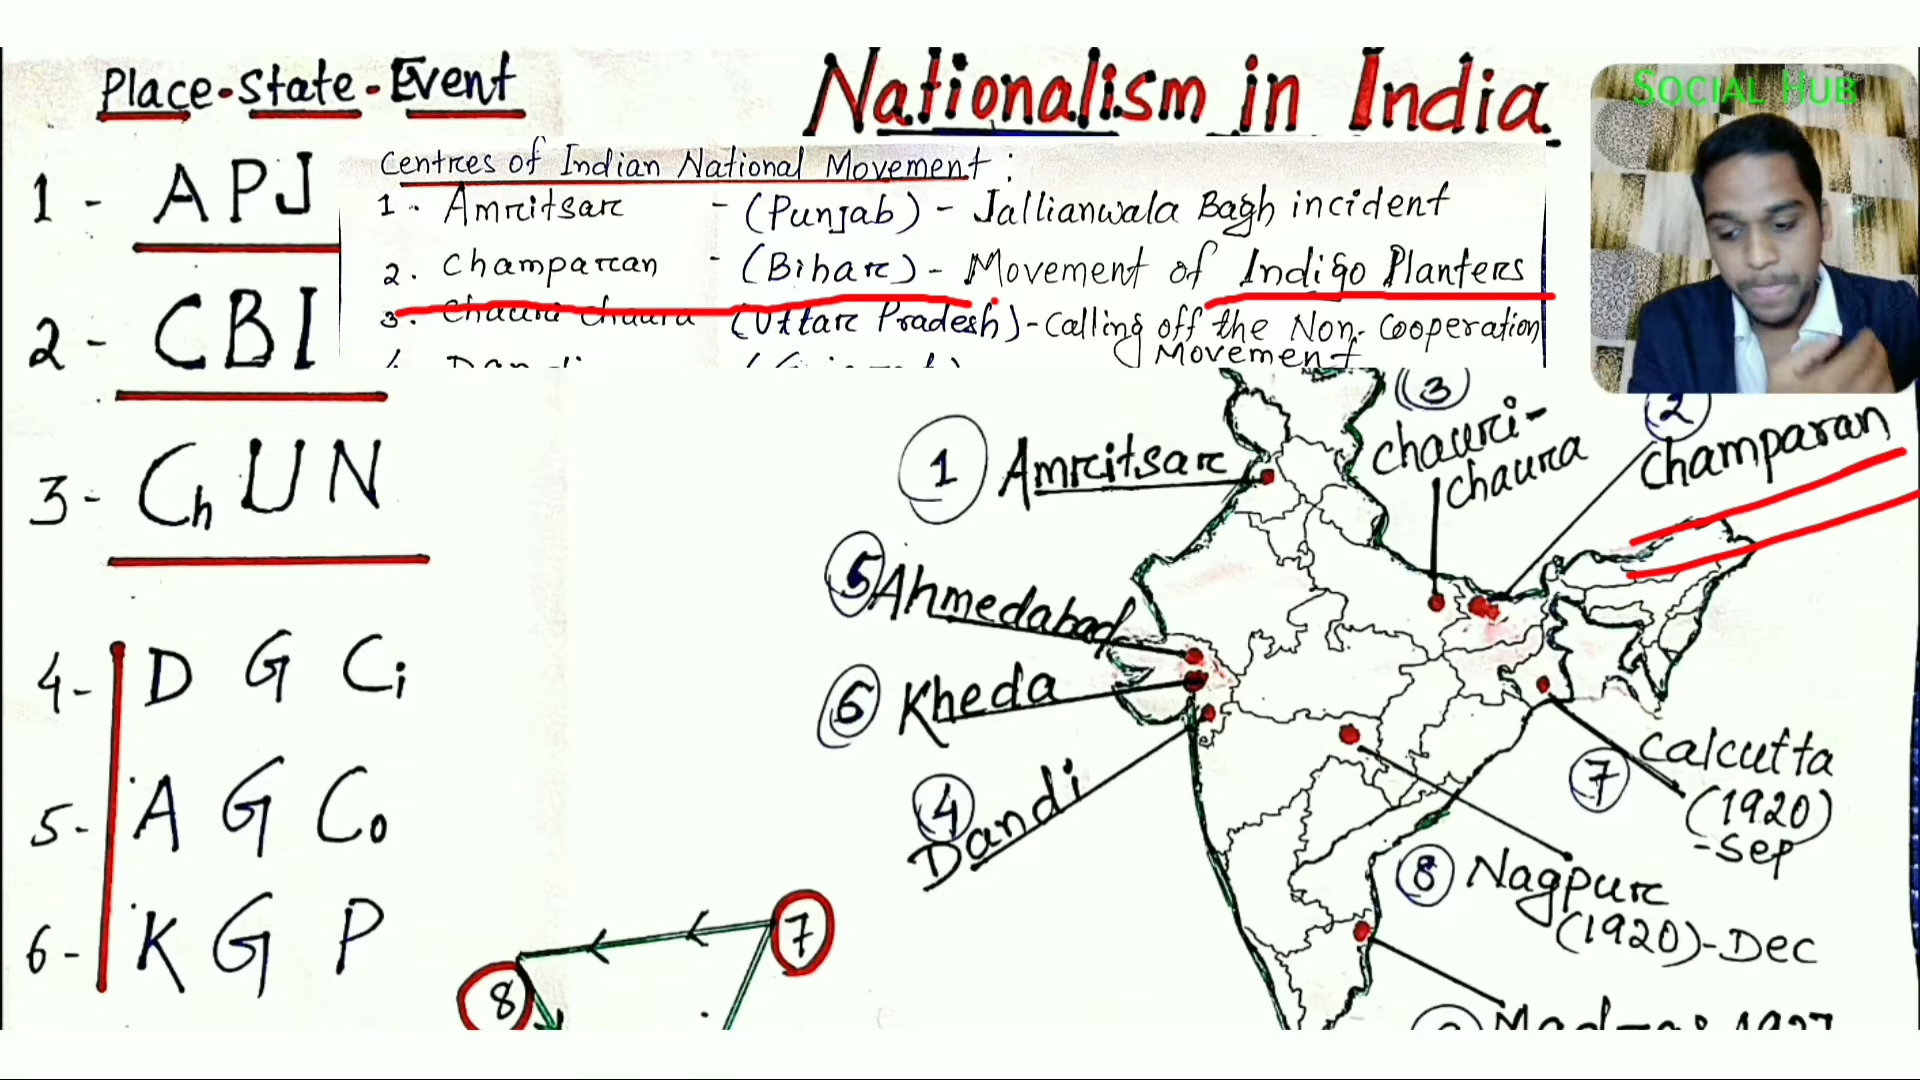 Place-State-Event
Nationalism in India
SOCIAL HUB
Centres of Indian National Movement :
1. Amritsar - (Punjab) - Jallianwala Bagh incident
2. Champaran - (Bihar) - Movement of Indigo Planters
3. Chauri Chaura (Uttar Pradesh) - Calling off the Non-Cooperation
Movement
1 - APJ
2 - CBI
3 - Ch U N
4 - D G Ci
5 - A G Co
6 - K G P
7
8
1 Amritsar
3 Chauri-
chaura
2 Champaran
5 Ahmedabad
6 Kheda
4 Dandi
7 Calcutta
(1920)
-Sep
8 Nagpur
(1920)-Dec